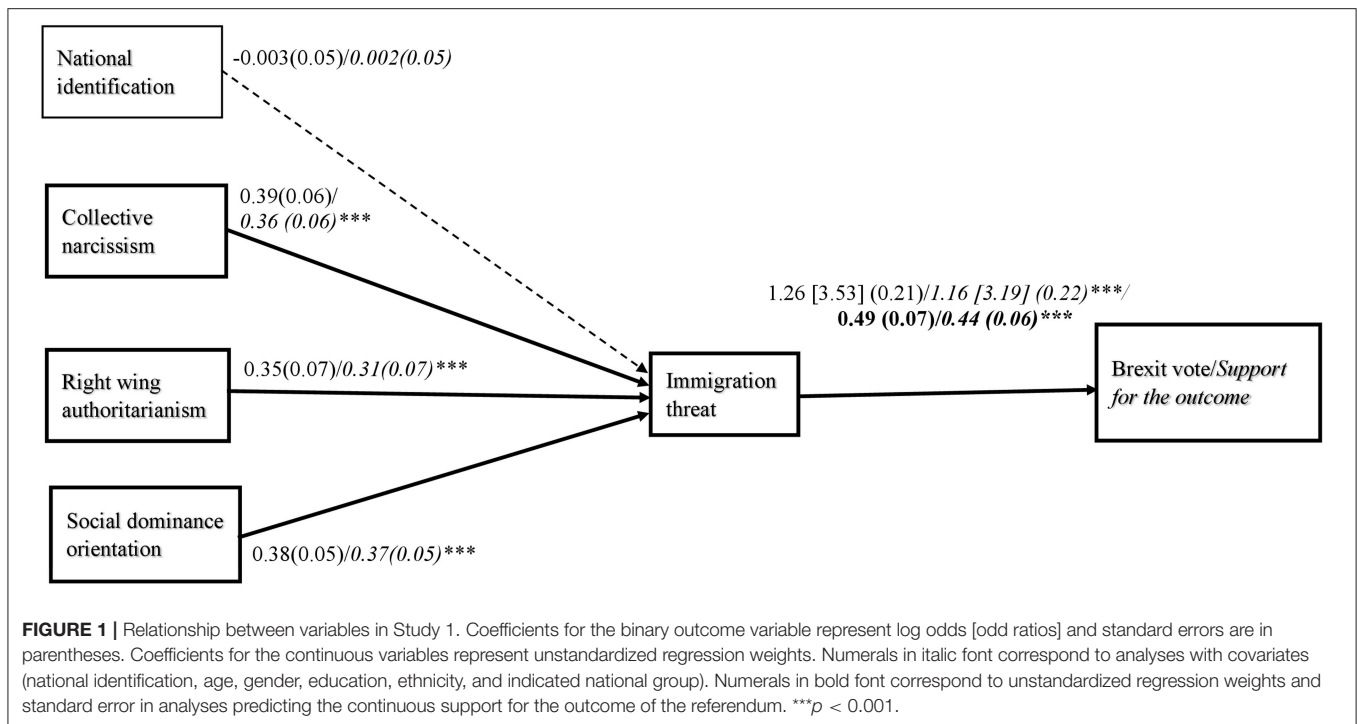 National
identification
-0.003(0.05)/0.002(0.05)
Collective
narcissism
0.39(0.06)/
0.36 (0.06)***
Right wing
authoritarianism
0.35(0.07)/0.31(0.07)***
Social dominance
orientation
0.38(0.05)/0.37(0.05)***
Immigration
threat
1.26 [3.53] (0.21)/1.16 [3.19] (0.22)***/
0.49 (0.07)/0.44 (0.06)***
Brexit vote/Support
for the outcome
FIGURE 1 | Relationship between variables in Study 1. Coefficients for the binary outcome variable represent log odds [odd ratios] and standard errors are in
parentheses. Coefficients for the continuous variables represent unstandardized regression weights. Numerals in italic font correspond to analyses with covariates
(national identification, age, gender, education, ethnicity, and indicated national group). Numerals in bold font correspond to unstandardized regression weights and
standard error in analyses predicting the continuous support for the outcome of the referendum. ***p < 0.001.